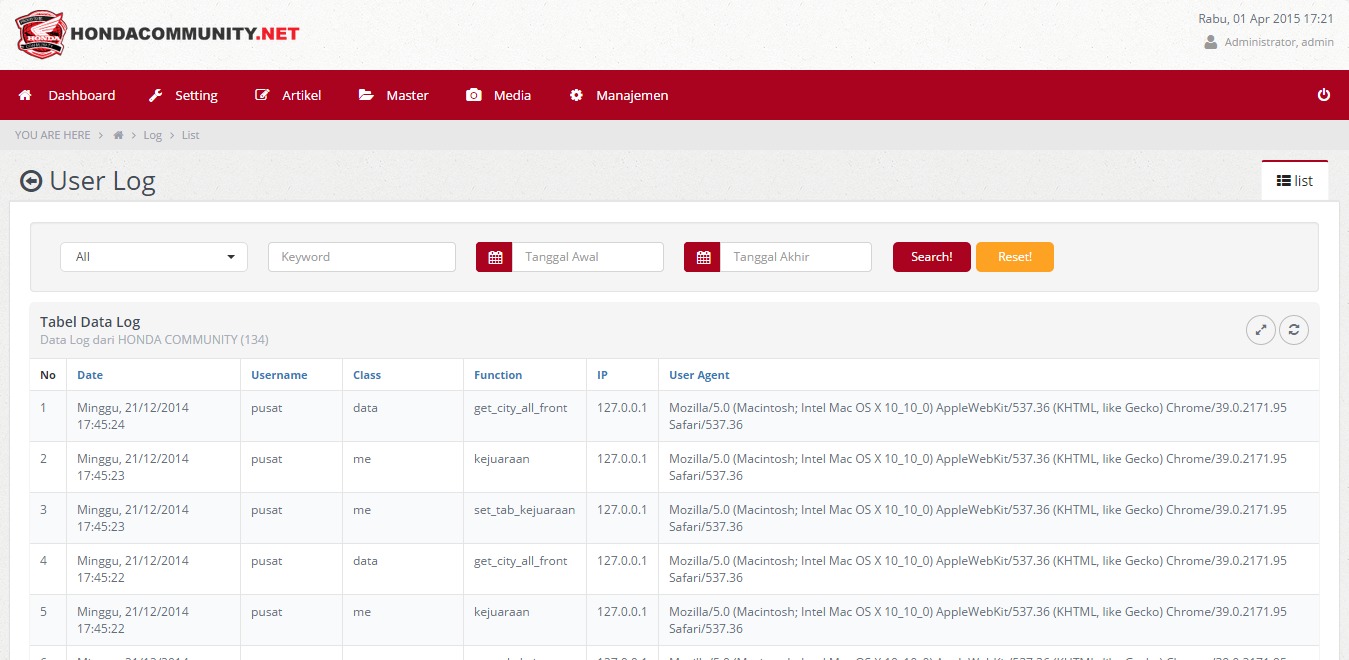 HONDA
HONDACOMMUNITY.NET
Rabu, 01 Apr 2015 17:21
Administrator, admin
Dashboard Setting Artikel Master Media Manajemen
YOU ARE HERE > > Log > List
User Log
list
All Keyword Tanggal Awal Tanggal Akhir Search! Reset!
Tabel Data Log
Data Log dari HONDA COMMUNITY (134)
No Date Username Class Function IP User Agent
1 Minggu, 21/12/2014 pusat data get_city_all_front 127.0.0.1 Mozilla/5.0 (Macintosh; Intel Mac OS X 10_10_0) AppleWebKit/537.36 (KHTML, like Gecko) Chrome/39.0.2171.95
17:45:24 Safari/537.36
2 Minggu, 21/12/2014 pusat me kejuaraan 127.0.0.1 Mozilla/5.0 (Macintosh; Intel Mac OS X 10_10_0) AppleWebKit/537.36 (KHTML, like Gecko) Chrome/39.0.2171.95
17:45:23 Safari/537.36
3 Minggu, 21/12/2014 pusat me set_tab_kejuaraan 127.0.0.1 Mozilla/5.0 (Macintosh; Intel Mac OS X 10_10_0) AppleWebKit/537.36 (KHTML, like Gecko) Chrome/39.0.2171.95
17:45:23 Safari/537.36
4 Minggu, 21/12/2014 pusat data get_city_all_front 127.0.0.1 Mozilla/5.0 (Macintosh; Intel Mac OS X 10_10_0) AppleWebKit/537.36 (KHTML, like Gecko) Chrome/39.0.2171.95
17:45:22 Safari/537.36
5 Minggu, 21/12/2014 pusat me kejuaraan 127.0.0.1 Mozilla/5.0 (Macintosh; Intel Mac OS X 10_10_0) AppleWebKit/537.36 (KHTML, like Gecko) Chrome/39.0.2171.95
17:45:22 Safari/537.36